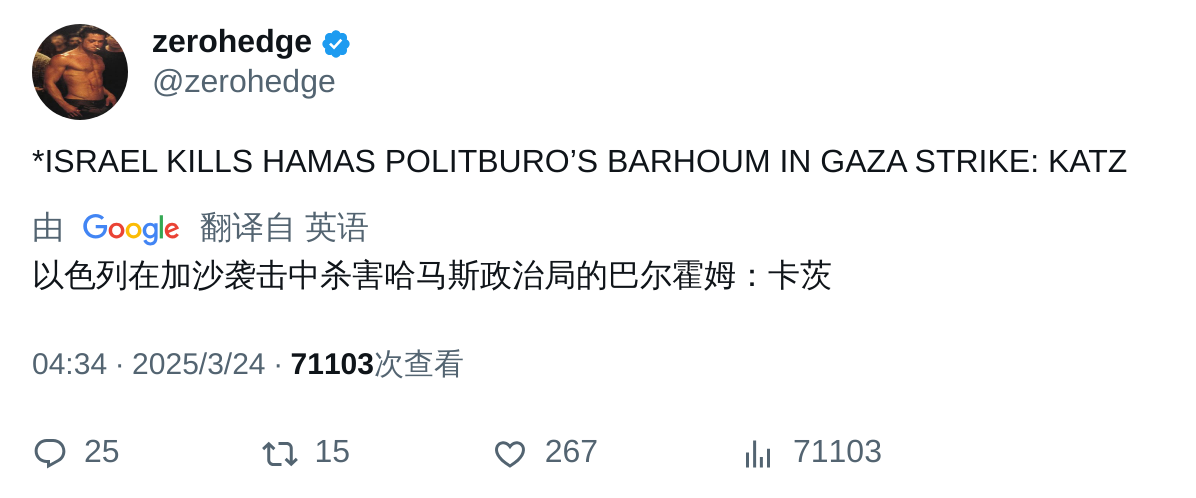 zerohedge
@zerohedge
*ISRAEL KILLS HAMAS POLITBURO’S BARHOUM IN GAZA STRIKE: KATZ
由 Google 翻译自 英语
以色列在加沙袭击中杀害哈马斯政治局的巴尔霍姆：卡茨
04:34 · 2025/3/24 · 71103次查看
25 15 267 71103